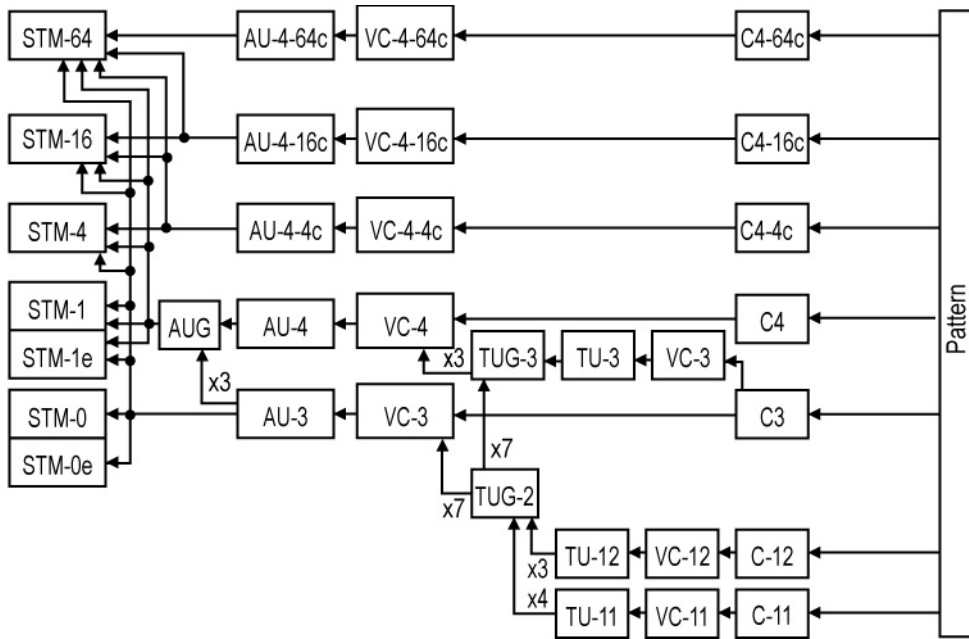 STM-64 AU-4-64c VC-4-64c C4-64c
STM-16 AU-4-16c VC-4-16c C4-16c
STM-4 AU-4-4c VC-4-4c C4-4c
STM-1 AUG AU-4 VC-4 C4
STM-1e x3 TUG-3 TU-3 VC-3
x3
STM-0 AU-3 VC-3 C3
STM-0e x7
x7 TUG-2
x3 TU-12 VC-12 C-12
x4 TU-11 VC-11 C-11
Pattern